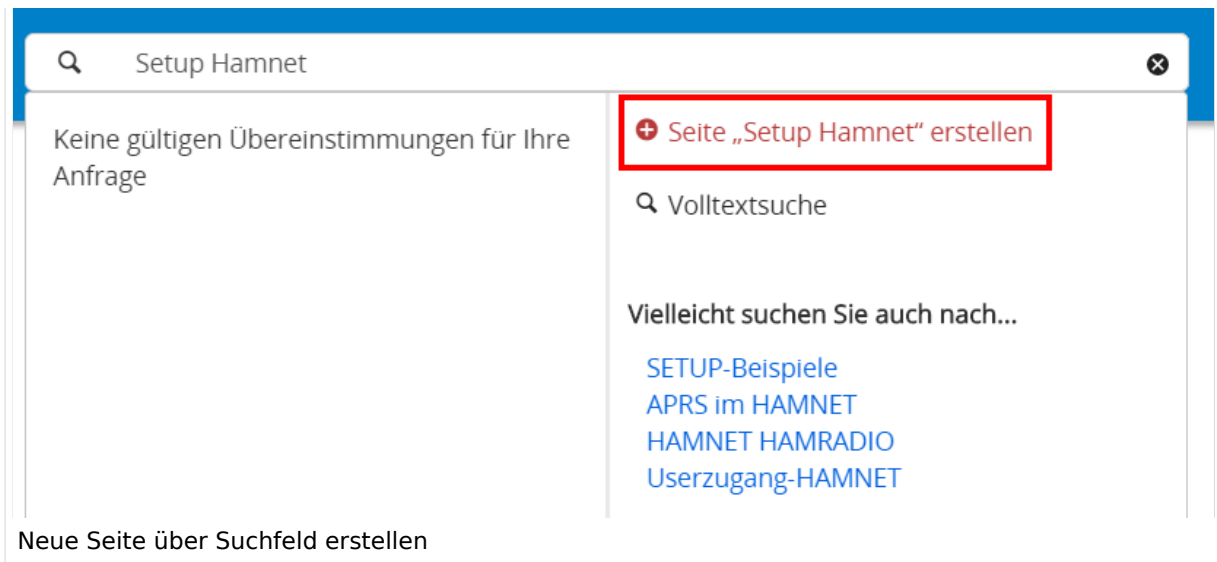 Setup Hamnet
Keine gültigen Übereinstimmungen für Ihre
Anfrage
Seite „Setup Hamnet“ erstellen
Volltextsuche
Vielleicht suchen Sie auch nach...
SETUP-Beispiele
APRS im HAMNET
HAMNET HAMRADIO
Userzugang-HAMNET
Neue Seite über Suchfeld erstellen